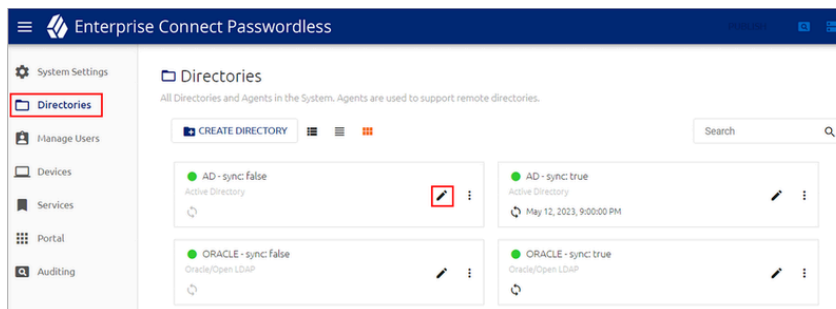 Enterprise Connect Passwordless
System Settings
Directories
Manage Users
Devices
Services
Portal
Auditing
Directories
All Directories and Agents in the System. Agents are used to support remote directories.
CREATE DIRECTORY
Search
AD - sync: false
Active Directory
AD - sync: true
Active Directory
May 12, 2023, 9:00:00 PM
ORACLE - sync: false
Oracle/Open LDAP
ORACLE - sync: true
Oracle/Open LDAP